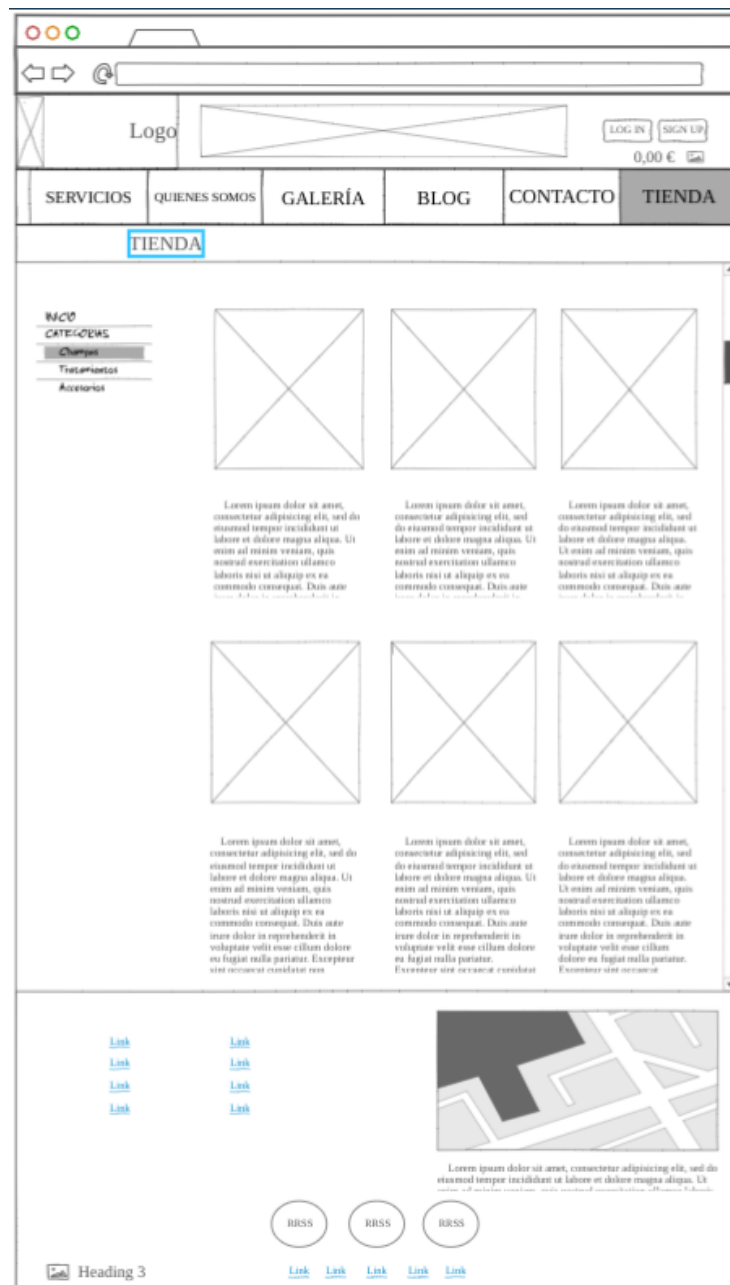 Logo
LOG IN
SIGN UP
0,00 €
SERVICIOS
QUIENES SOMOS
GALERÍA
BLOG
CONTACTO
TIENDA
TIENDA
INICIO
CATEGORIAS
Champus
Tratamientos
Accesorios
Lorem ipsum dolor sit amet,
consectetur adipisicing elit, sed do
eiusmod tempor incididunt ut
labore et dolore magna aliqua. Ut
enim ad minim veniam, quis
nostrud exercitation ullamco
laboris nisi ut aliquip ex ea
commodo consequat. Duis aute
Lorem ipsum dolor sit amet,
consectetur adipisicing elit, sed
do eiusmod tempor incididunt ut
labore et dolore magna aliqua.
Ut enim ad minim veniam, quis
nostrud exercitation ullamco
laboris nisi ut aliquip ex ea
commodo consequat. Duis aute
Lorem ipsum dolor sit amet,
consectetur adipisicing elit, sed
do eiusmod tempor incididunt ut
labore et dolore magna aliqua.
Ut enim ad minim veniam, quis
nostrud exercitation ullamco
laboris nisi ut aliquip ex ea
commodo consequat. Duis aute
Lorem ipsum dolor sit amet,
consectetur adipisicing elit, sed do
eiusmod tempor incididunt ut
labore et dolore magna aliqua. Ut
enim ad minim veniam, quis
nostrud exercitation ullamco
laboris nisi ut aliquip ex ea
commodo consequat. Duis aute
irure dolor in reprehenderit in
voluptate velit esse cillum dolore
eu fugiat nulla pariatur. Excepteur
sint occaecat cupidatat non
Lorem ipsum dolor sit amet,
consectetur adipisicing elit, sed
do eiusmod tempor incididunt ut
labore et dolore magna aliqua.
Ut enim ad minim veniam, quis
nostrud exercitation ullamco
laboris nisi ut aliquip ex ea
commodo consequat. Duis aute
irure dolor in reprehenderit in
voluptate velit esse cillum dolore
eu fugiat nulla pariatur.
Excepteur sint occaecat cupidatat
Lorem ipsum dolor sit amet,
consectetur adipisicing elit, sed
do eiusmod tempor incididunt ut
labore et dolore magna aliqua.
Ut enim ad minim veniam, quis
nostrud exercitation ullamco
laboris nisi ut aliquip ex ea
commodo consequat. Duis aute
irure dolor in reprehenderit in
voluptate velit esse cillum
dolore eu fugiat nulla pariatur.
Excepteur sint occaecat
Link
Link
Link
Link
Link
Link
Link
Link
Lorem ipsum dolor sit amet, consectetur adipisicing elit, sed do
eiusmod tempor incididunt ut labore et dolore magna aliqua. Ut
RRSS
RRSS
RRSS
Heading 3
Link
Link
Link
Link
Link